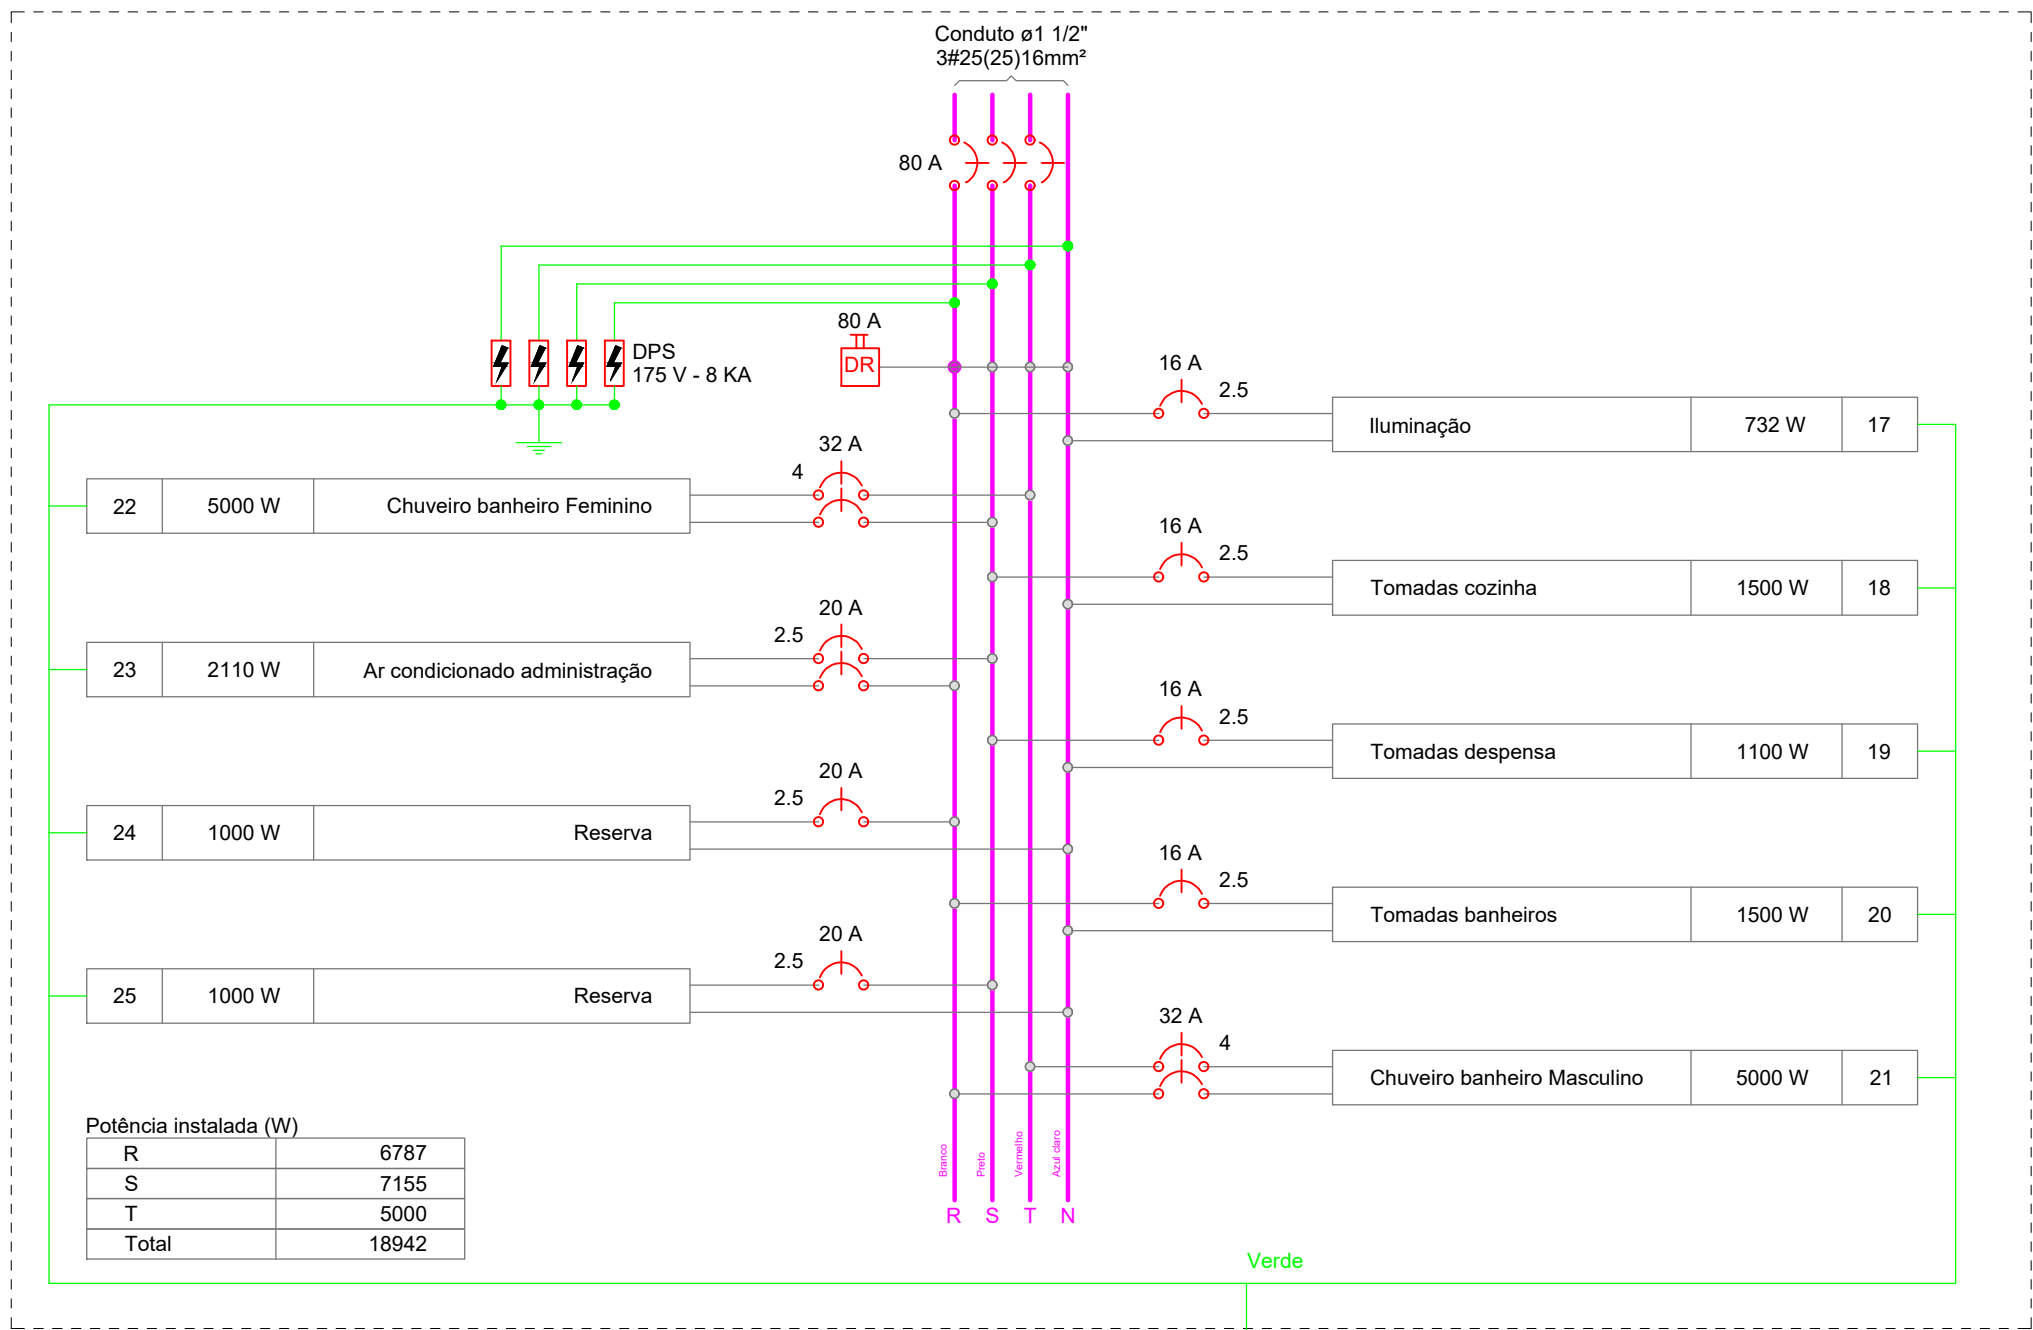 Conduto ø1 1/2"
3#25(25)16mm²
80 A
DPS
175 V - 8 KA
80 A
DR
16 A
2.5
Iluminação 732 W 17
32 A
4
22 5000 W Chuveiro banheiro Feminino
16 A
2.5
Tomadas cozinha 1500 W 18
20 A
2.5
23 2110 W Ar condicionado administração
16 A
2.5
Tomadas despensa 1100 W 19
20 A
2.5
24 1000 W Reserva
16 A
2.5
Tomadas banheiros 1500 W 20
20 A
2.5
25 1000 W Reserva
32 A
4
Chuveiro banheiro Masculino 5000 W 21
Potência instalada (W)
R 6787
S 7155
T 5000
Total 18942
Branco
Preto
Vermelho
Azul claro
R S T N
Verde